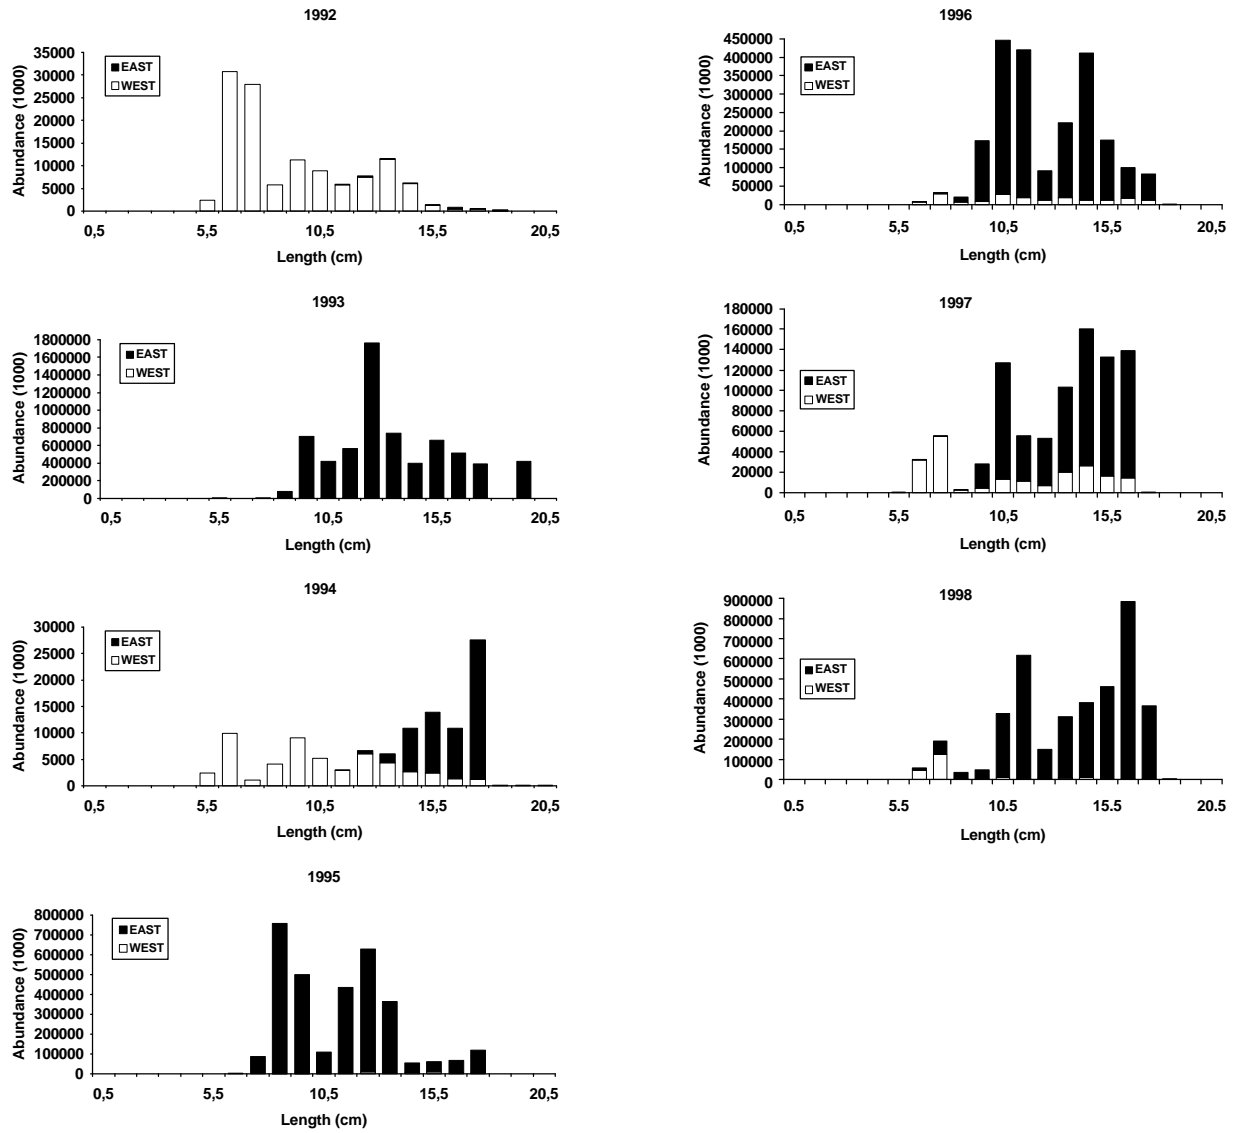 1992
35000
30000
25000
20000
15000
10000
5000
0
Abundance (1000)
EAST
WEST
0,5 5,5 10,5 15,5 20,5
Length (cm)
1993
1800000
1600000
1400000
1200000
1000000
800000
600000
400000
200000
0
Abundance (1000)
EAST
WEST
0,5 5,5 10,5 15,5 20,5
Length (cm)
1994
30000
25000
20000
15000
10000
5000
0
Abundance (1000)
EAST
WEST
0,5 5,5 10,5 15,5 20,5
Length (cm)
1995
800000
700000
600000
500000
400000
300000
200000
100000
0
Abundance (1000)
EAST
WEST
0,5 5,5 10,5 15,5 20,5
Length (cm)
1996
450000
400000
350000
300000
250000
200000
150000
100000
50000
0
Abundance (1000)
EAST
WEST
0,5 5,5 10,5 15,5 20,5
Length (cm)
1997
180000
160000
140000
120000
100000
80000
60000
40000
20000
0
Abundance (1000)
EAST
WEST
0,5 5,5 10,5 15,5 20,5
Length (cm)
1998
900000
800000
700000
600000
500000
400000
300000
200000
100000
0
Abundance (1000)
EAST
WEST
0.5 5.5 10.5 15.5 20.5
Length (cm)